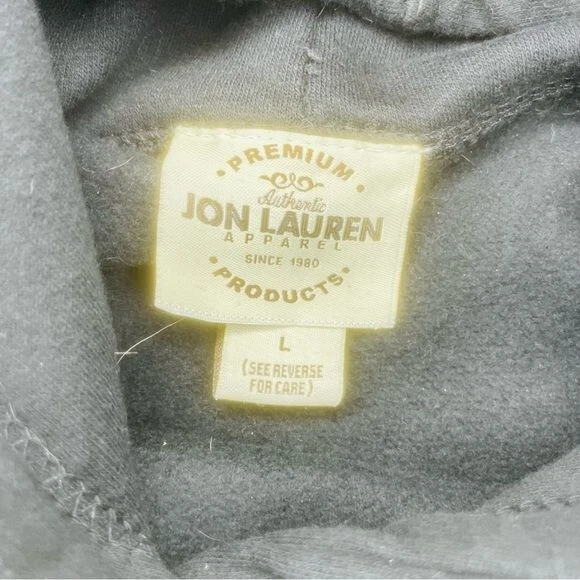 • PREMIUM •
Authentic
JON LAUREN
APPAREL
SINCE 1980
• PRODUCTS •
L
(SEE REVERSE
FOR CARE)